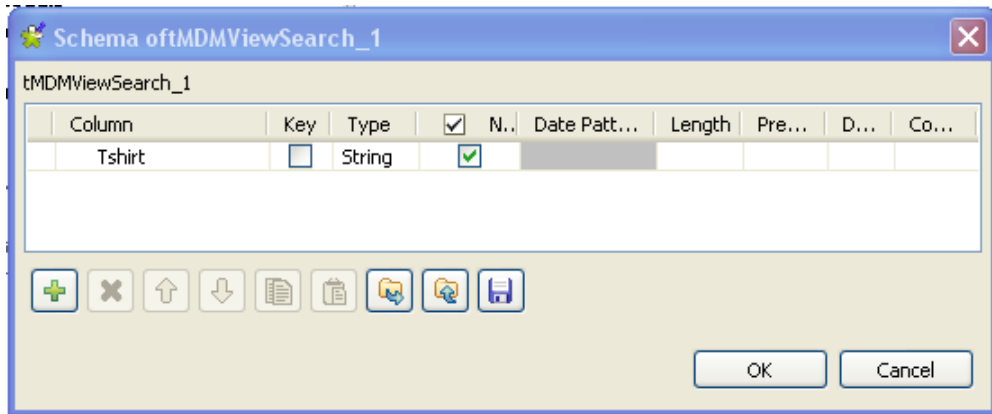 Schema oftMDMViewSearch_1
tMDMViewSearch_1
Column Key Type N.. Date Patt... Length Pre... D... Co...
Tshirt String
OK Cancel